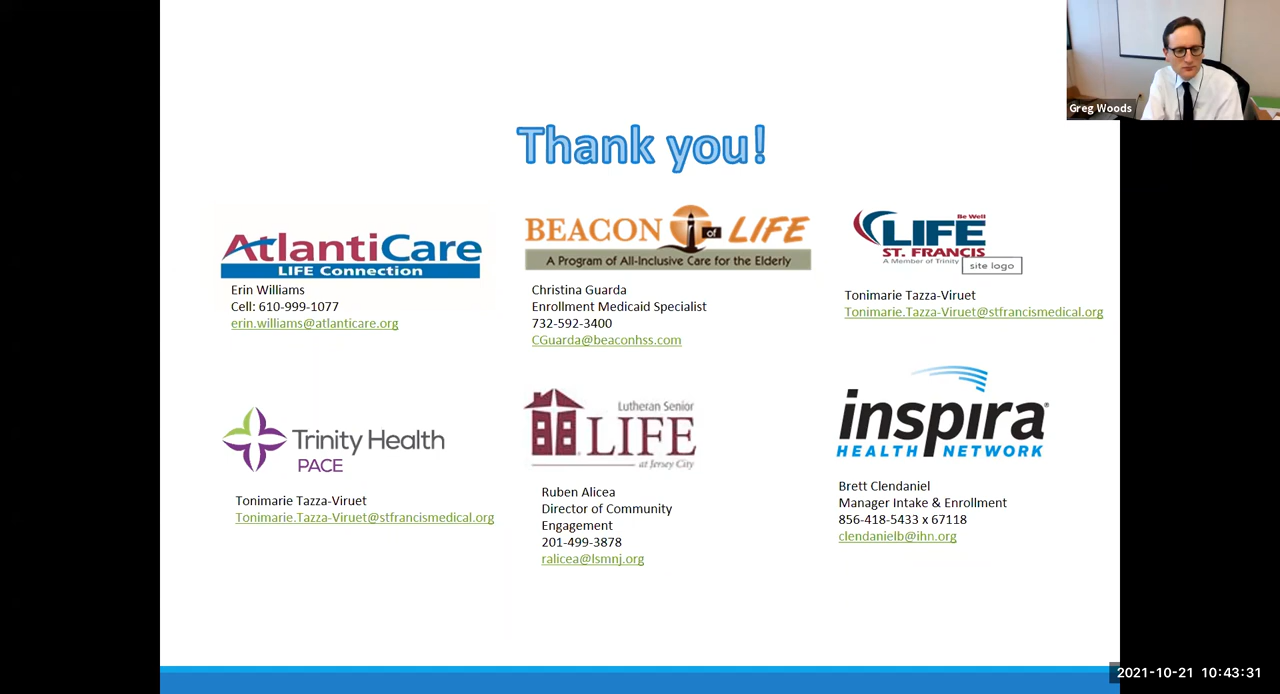 Greg Woods
Thank you!
AtlantiCare
LIFE Connection
Erin Williams
Cell: 610-999-1077
erin.williams@atlanticare.org
BEACON of LIFE
A Program of All-Inclusive Care for the Elderly
Christina Guarda
Enrollment Medicaid Specialist
732-592-3400
CGuarda@beaconhss.com
Be Well
LIFE
ST. FRANCIS
A Member of Trinity
site logo
Tonimarie Tazza-Viruet
Tonimarie.Tazza-Viruet@stfrancismedical.org
Trinity Health
PACE
Tonimarie Tazza-Viruet
Tonimarie.Tazza-Viruet@stfrancismedical.org
Lutheran Senior
LIFE
at Jersey City
Ruben Alicea
Director of Community
Engagement
201-499-3878
ralicea@lsmnj.org
inspira®
HEALTH NETWORK
Brett Clendaniel
Manager Intake & Enrollment
856-418-5433 x 67118
clendanielb@ihn.org
2021-10-21 10:43:31